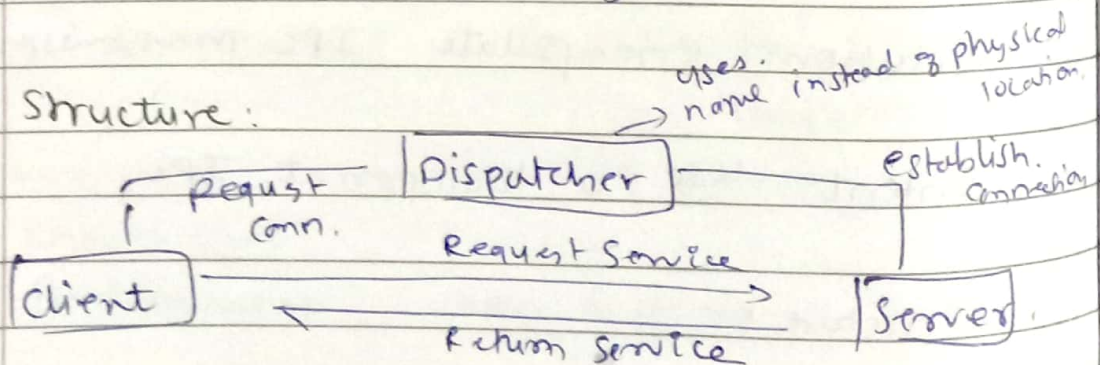 uses.
name instead of physical
location.
Structure:
Dispatcher
establish.
connection
Request
Conn.
Request Service
Client
Server.
Return Service